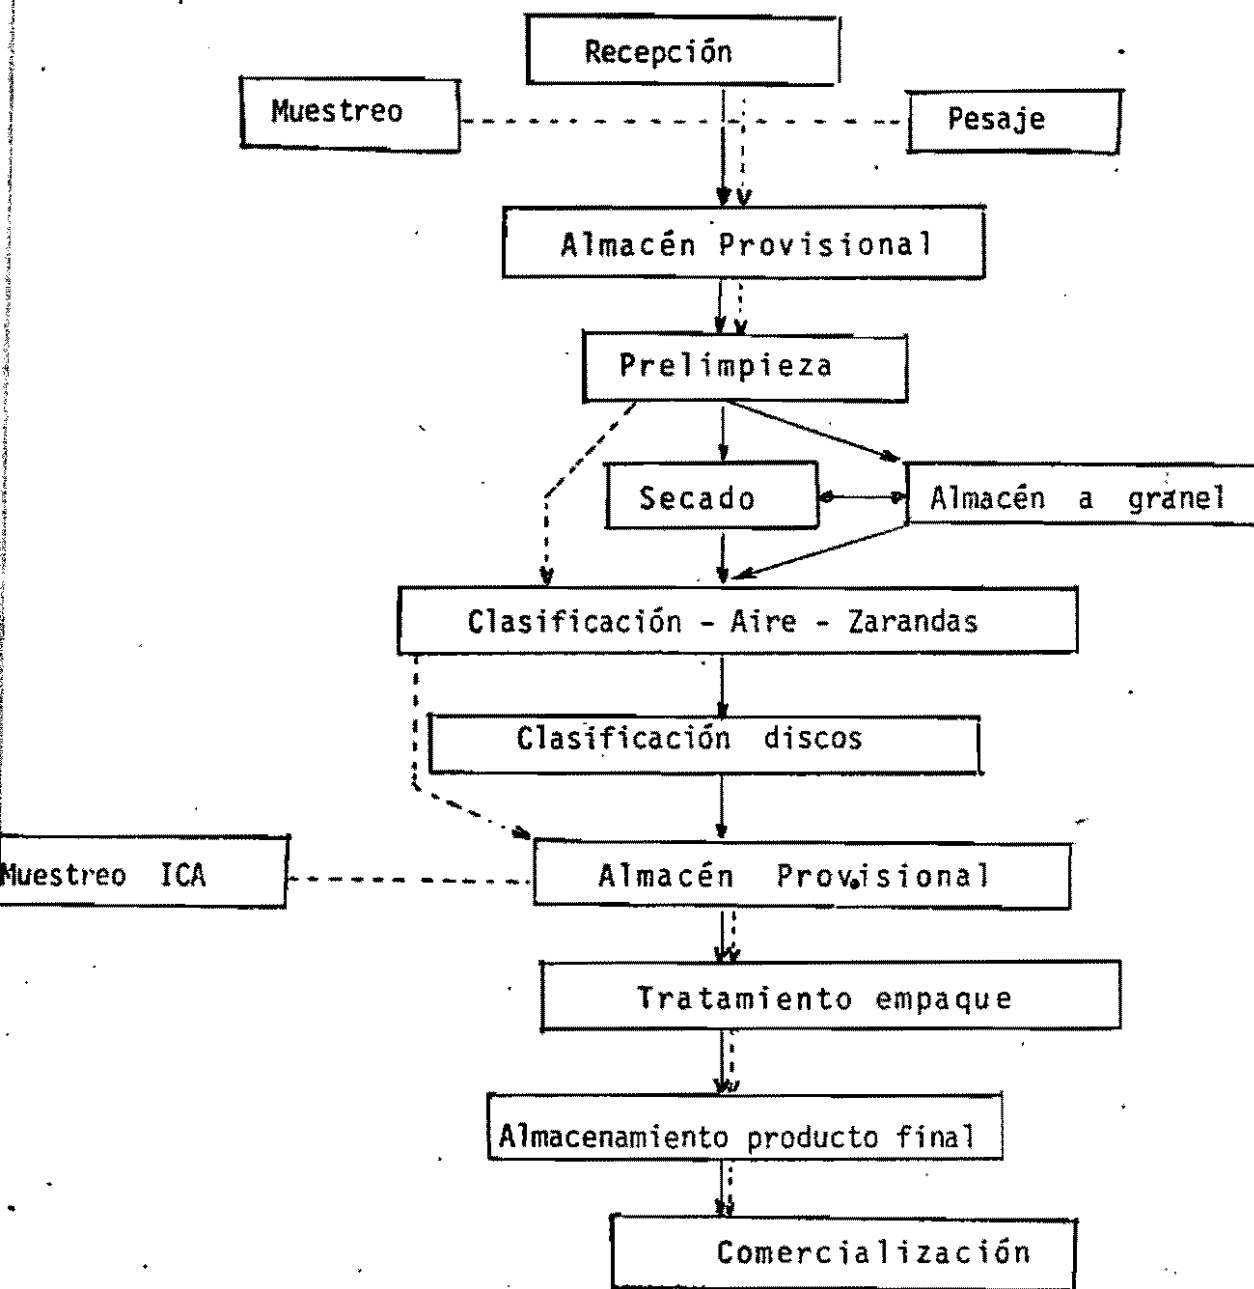 Recepción
Muestreo
Pesaje
Almacén Provisional
Prelimpieza
Secado
Almacén a granel
Clasificación - Aire - Zarandas
Clasificación discos
Muestreo ICA
Almacén Provisional
Tratamiento empaque
Almacenamiento producto final
Comercialización